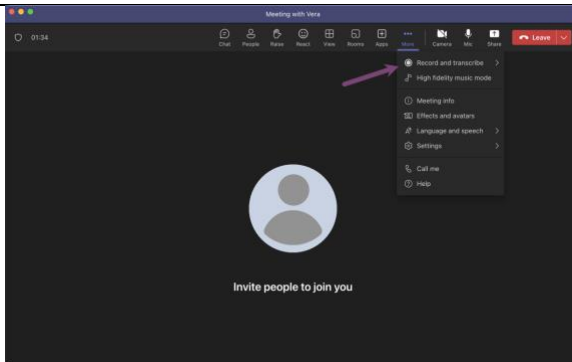 Meeting with Vera
01:34
Chat People Raise React View Rooms Apps More Camera Mic Share Leave
Record and transcribe
High fidelity music mode
Meeting info
Effects and avatars
Language and speech
Settings
Call me
Help
Invite people to join you